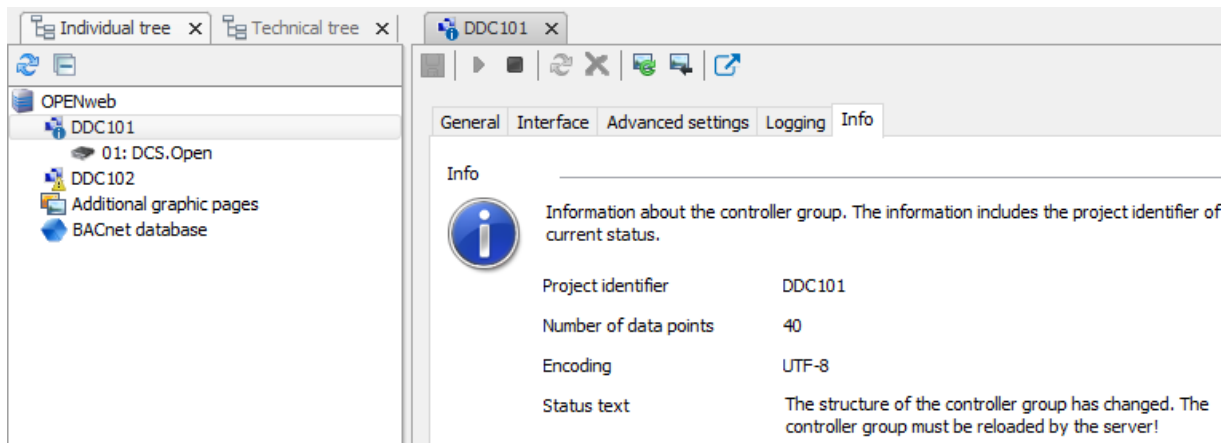 Individual tree
Technical tree
DDC101
OPENweb
DDC101
01: DCS.Open
DDC102
Additional graphic pages
BACnet database
General Interface Advanced settings Logging Info
Info
Information about the controller group. The information includes the project identifier of
current status.
Project identifier DDC101
Number of data points 40
Encoding UTF-8
Status text The structure of the controller group has changed. The
controller group must be reloaded by the server!